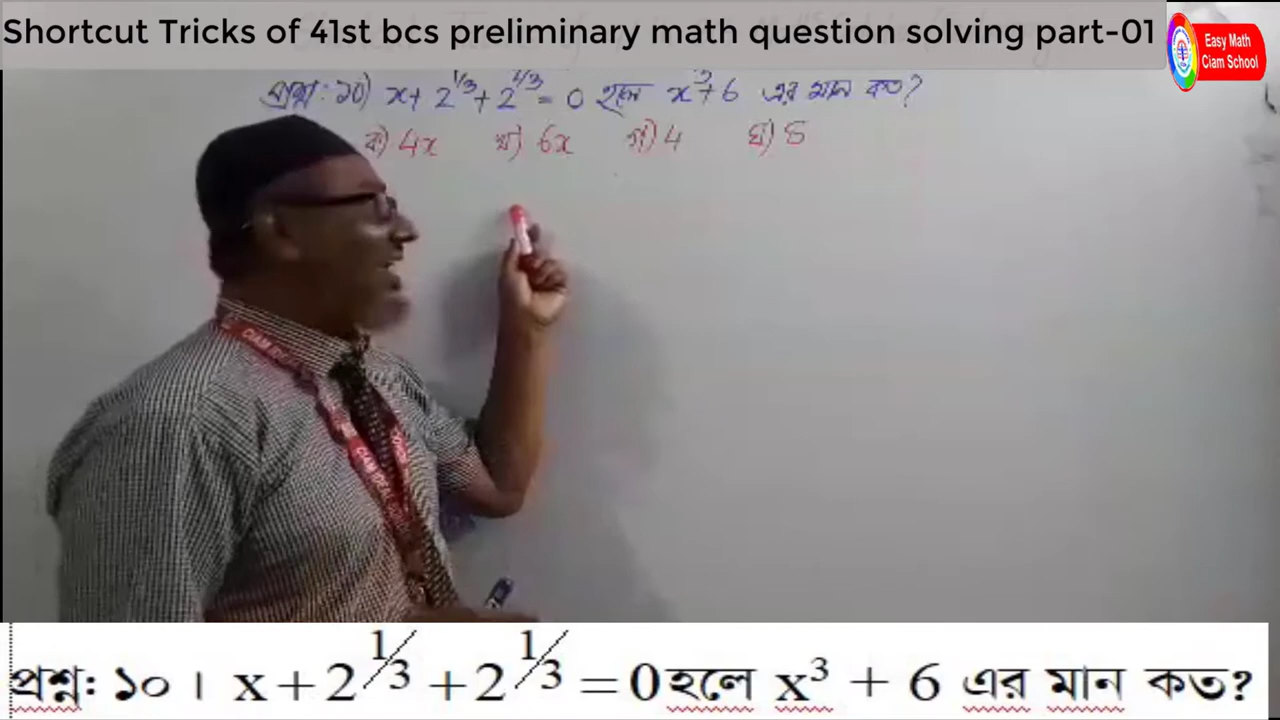 Shortcut Tricks of 41st bcs preliminary math question solving part-01
Easy Math
Ciam School
প্রশ্ন: ১০) x + 2^1/3 + 2^2/3 = 0 হলে x^3 + 6 এর মান কত?
ক) 4x খ) 6x গ) 4 ঘ) 8
প্রশ্ন: ১০। x + 2^1/3 + 2^1/3 = 0 হলে x³ + 6 এর মান কত?